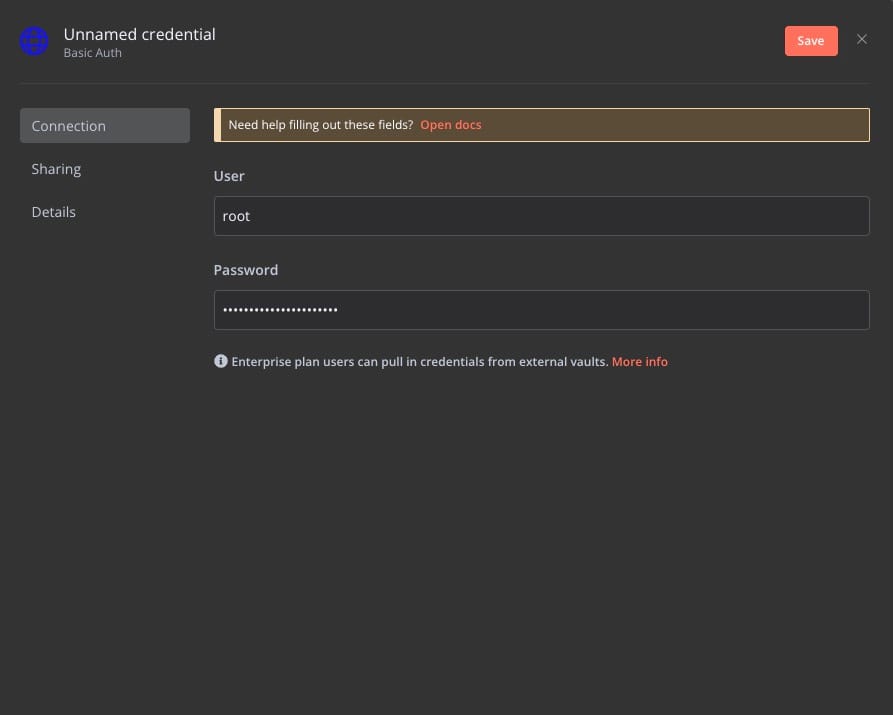 Unnamed credential
Basic Auth
Save
Connection
Sharing
Details
Need help filling out these fields? Open docs
User
root
Password
••••••••••••••••••••••
Enterprise plan users can pull in credentials from external vaults. More info